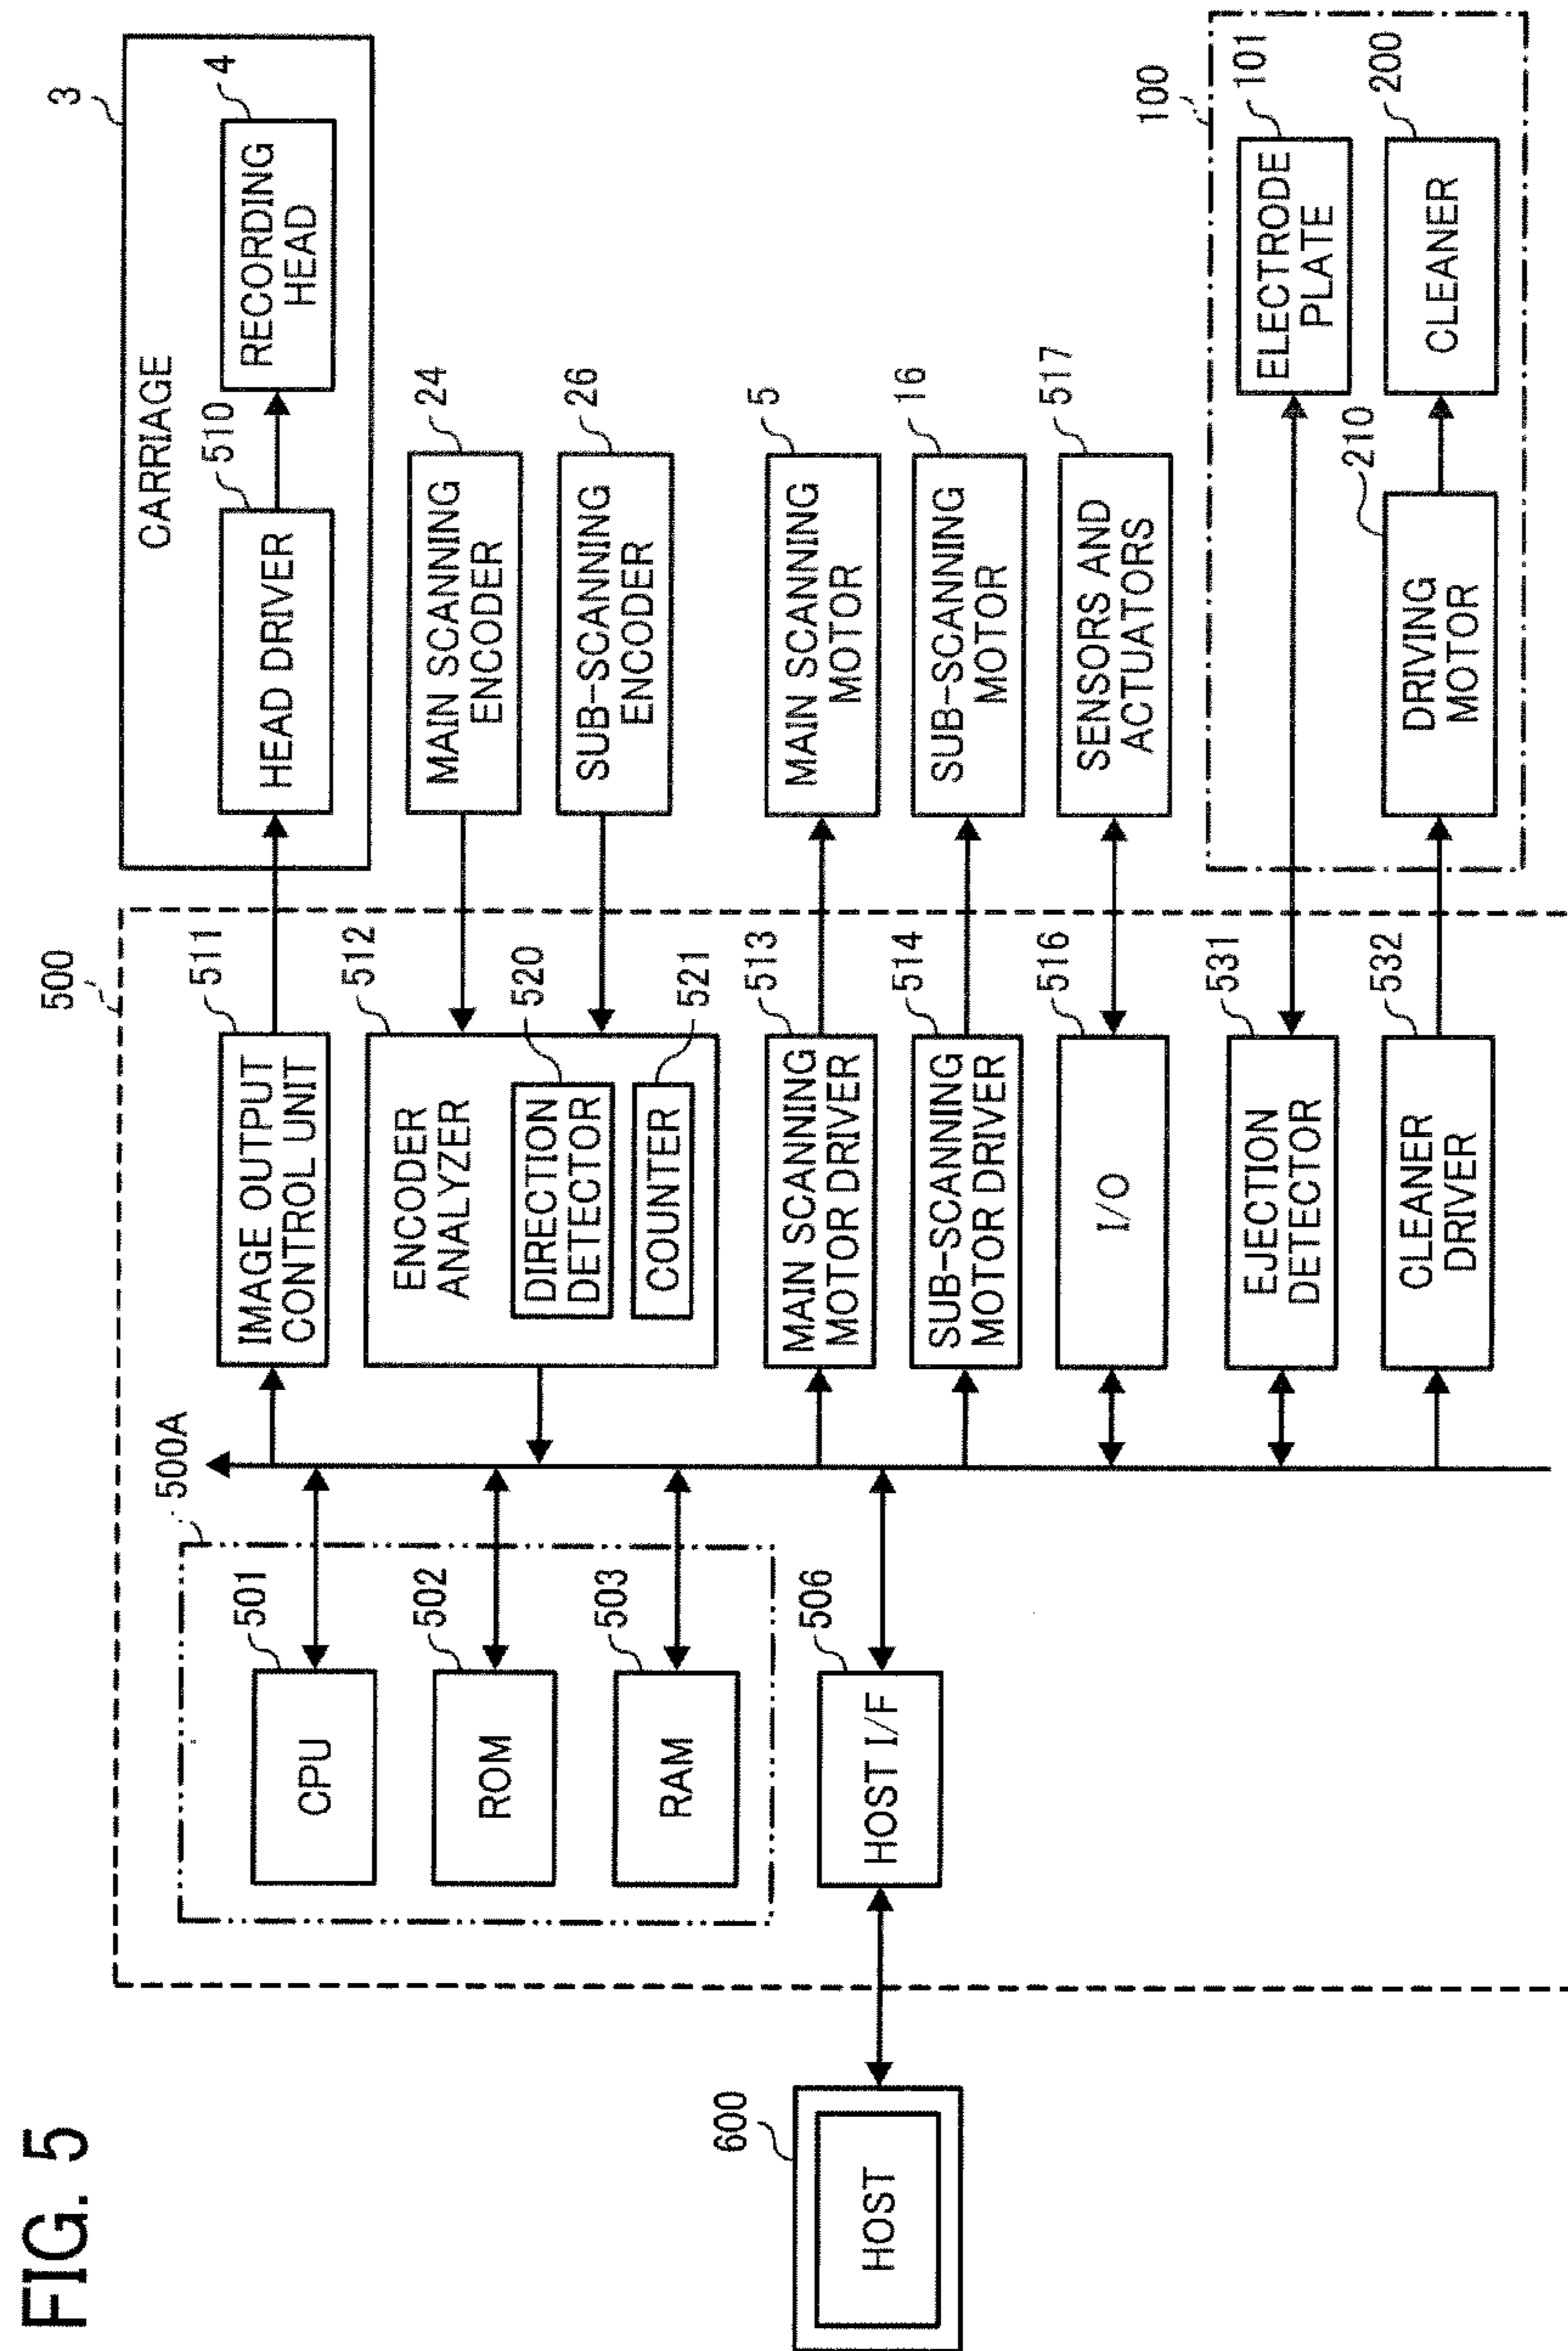 FIG. 5
600
HOST
500
500A
501
CPU
502
ROM
503
RAM
506
HOST I/F
511
IMAGE OUTPUT
CONTROL UNIT
512
ENCODER
ANALYZER
520
DIRECTION
DETECTOR
521
COUNTER
513
MAIN SCANNING
MOTOR DRIVER
514
SUB-SCANNING
MOTOR DRIVER
516
I/O
531
EJECTION
DETECTOR
532
CLEANER
DRIVER
3
CARRIAGE
510
HEAD DRIVER
4
RECORDING
HEAD
24
MAIN SCANNING
ENCODER
26
SUB-SCANNING
ENCODER
5
MAIN SCANNING
MOTOR
16
SUB-SCANNING
MOTOR
517
SENSORS AND
ACTUATORS
100
101
ELECTRODE
PLATE
210
DRIVING
MOTOR
200
CLEANER